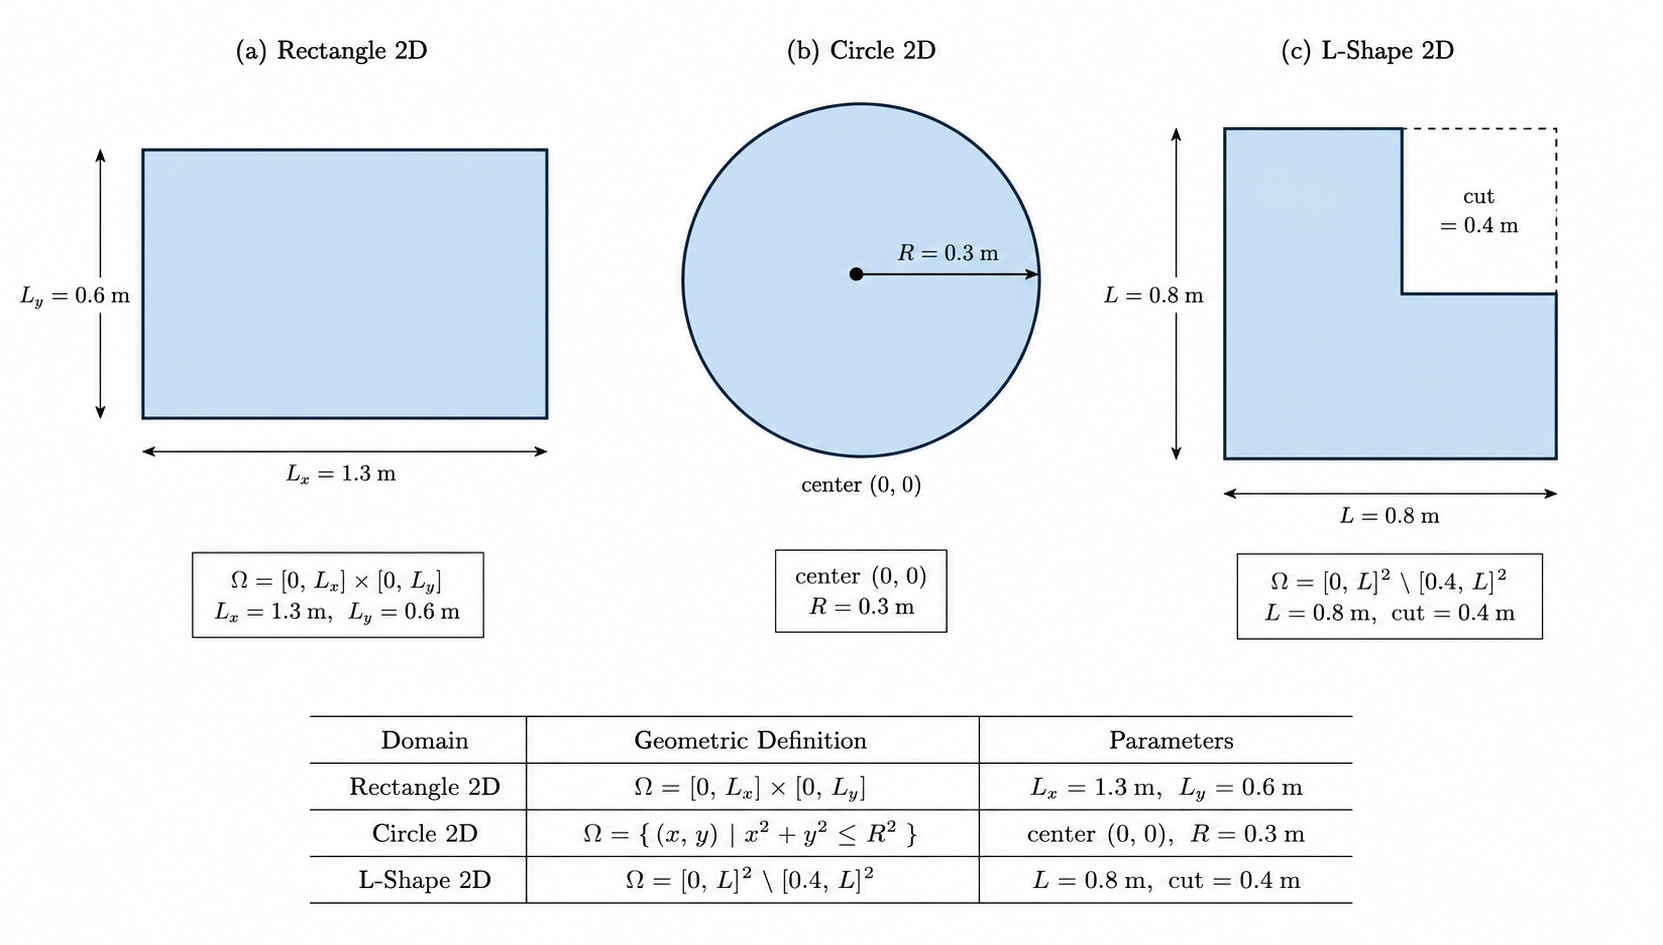 (a) Rectangle 2D
(b) Circle 2D
(c) L-Shape 2D
cut
= 0.4 m
R = 0.3 m
L_y = 0.6 m
L = 0.8 m
L_x = 1.3 m
center (0, 0)
L = 0.8 m
Ω = [0, L_x] × [0, L_y]
L_x = 1.3 m, L_y = 0.6 m
center (0, 0)
R = 0.3 m
Ω = [0, L]² \ [0.4, L]²
L = 0.8 m, cut = 0.4 m
Domain Geometric Definition Parameters
Rectangle 2D Ω = [0, L_x] × [0, L_y] L_x = 1.3 m, L_y = 0.6 m
Circle 2D Ω = { (x, y) | x² + y² ≤ R² } center (0, 0), R = 0.3 m
L-Shape 2D Ω = [0, L]² \ [0.4, L]² L = 0.8 m, cut = 0.4 m